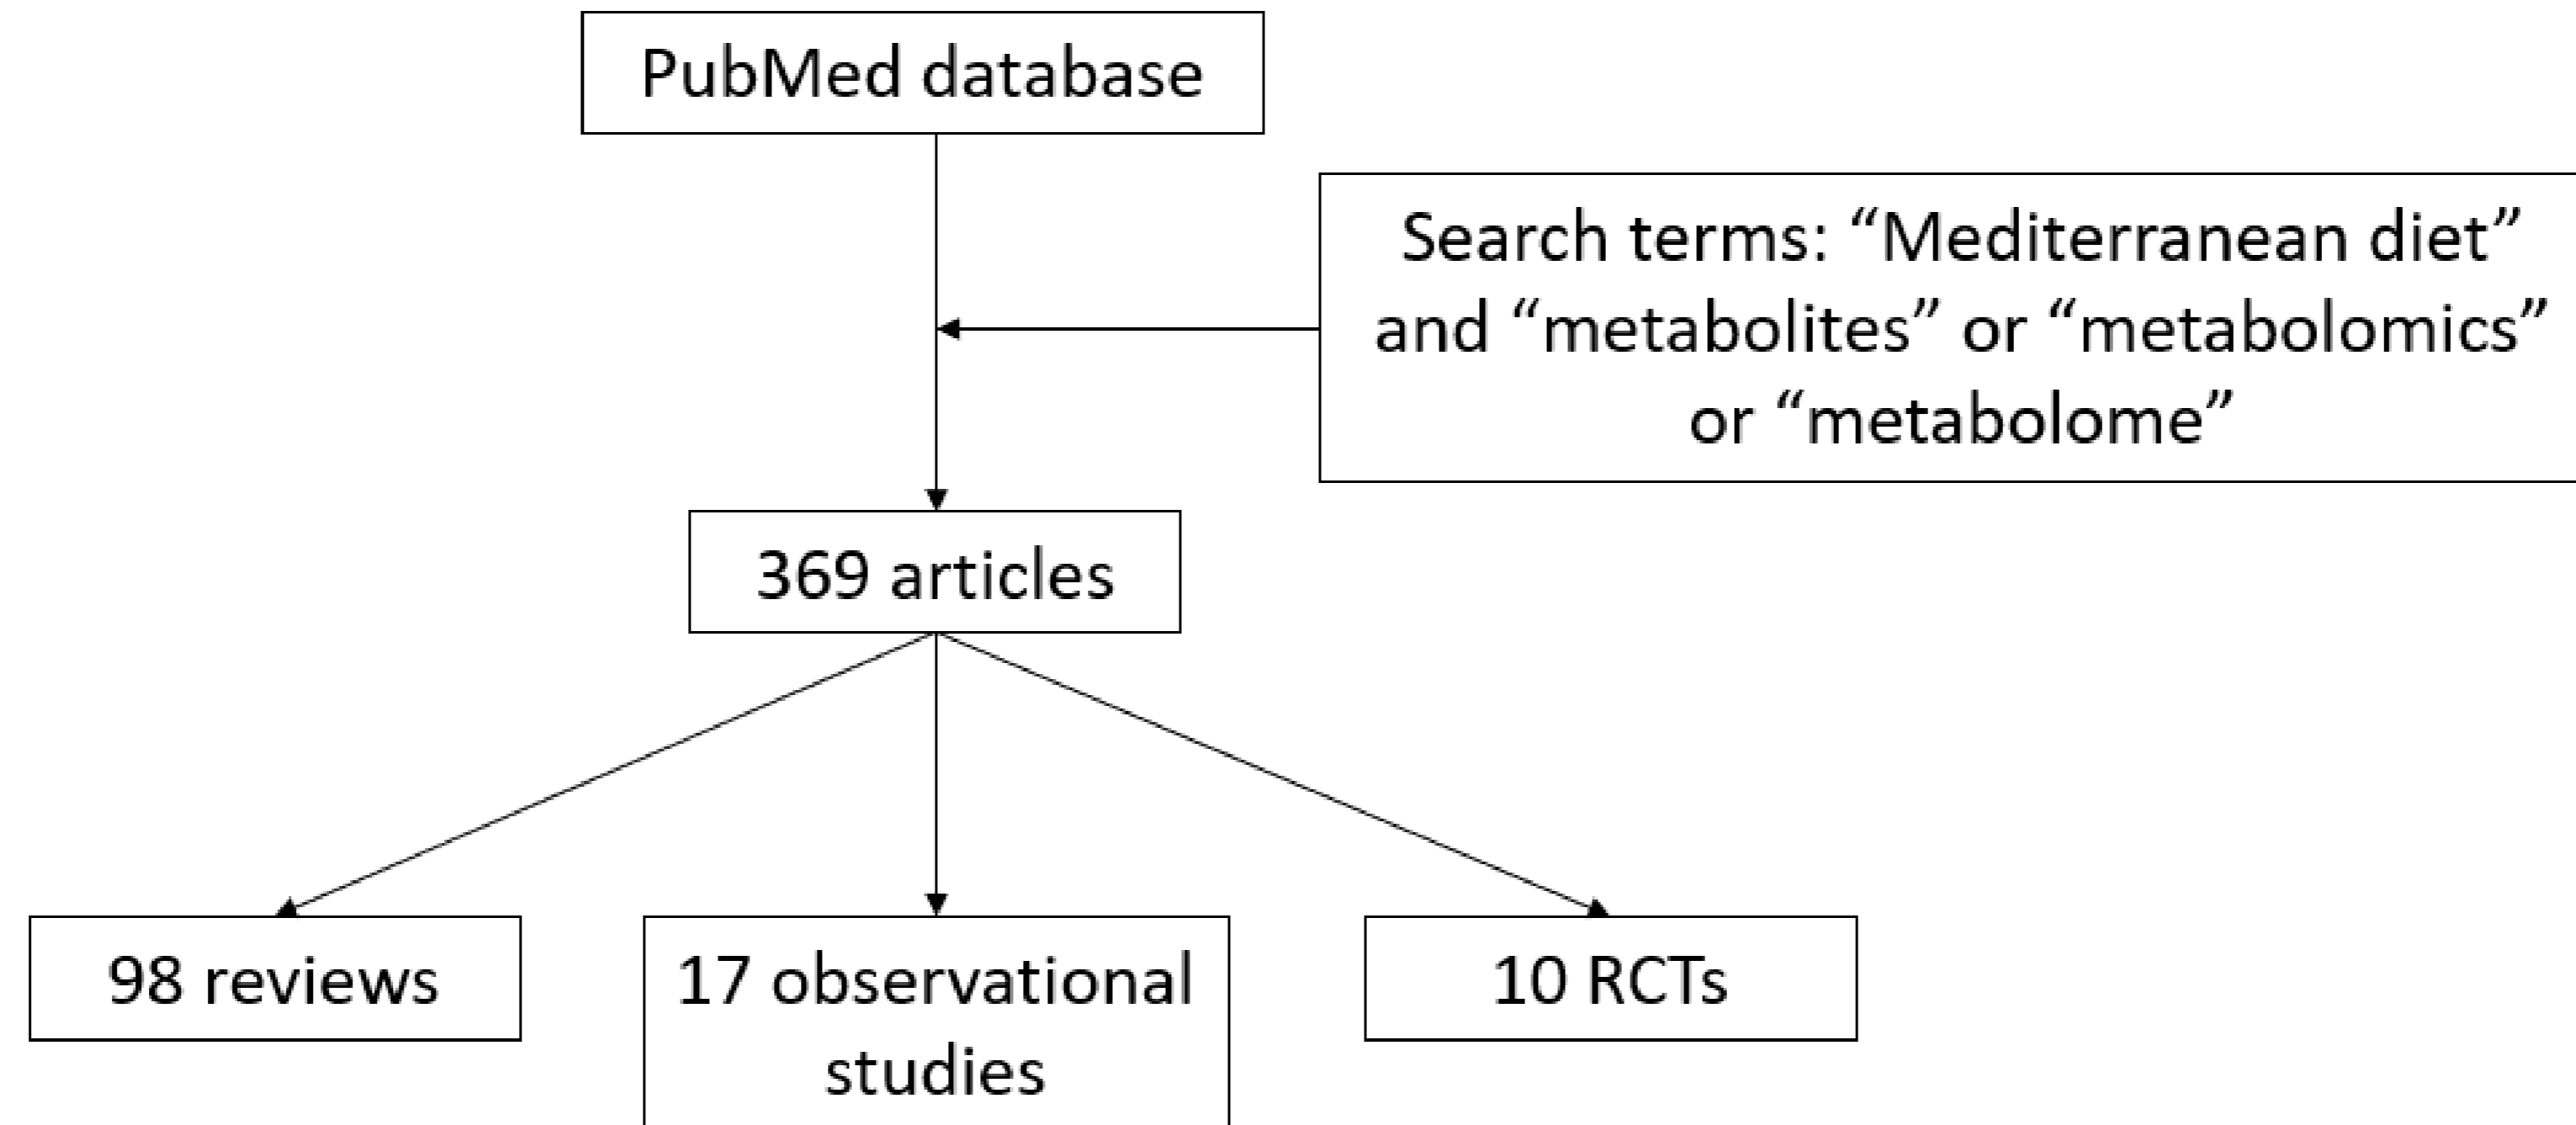 PubMed database
Search terms: “Mediterranean diet”
and “metabolites” or “metabolomics”
or “metabolome”
369 articles
98 reviews
17 observational
studies
10 RCTs